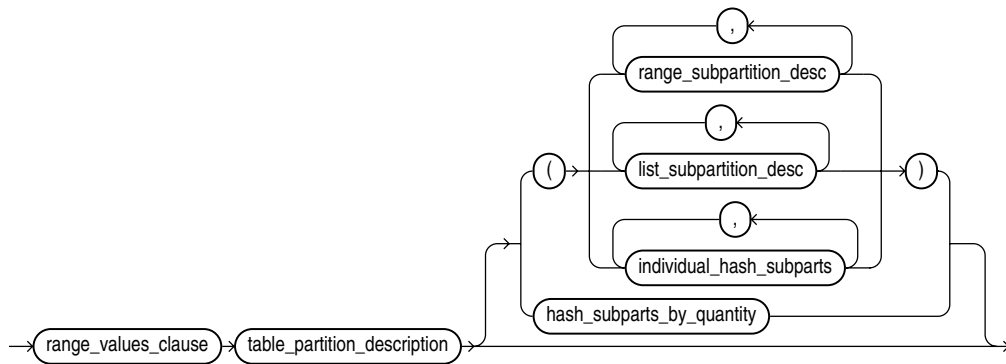 ,
range_subpartition_desc
,
( list_subpartition_desc )
,
individual_hash_subparts
hash_subparts_by_quantity
range_values_clause table_partition_description